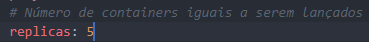 # Número de containers iguais a serem lançados
replicas: 5